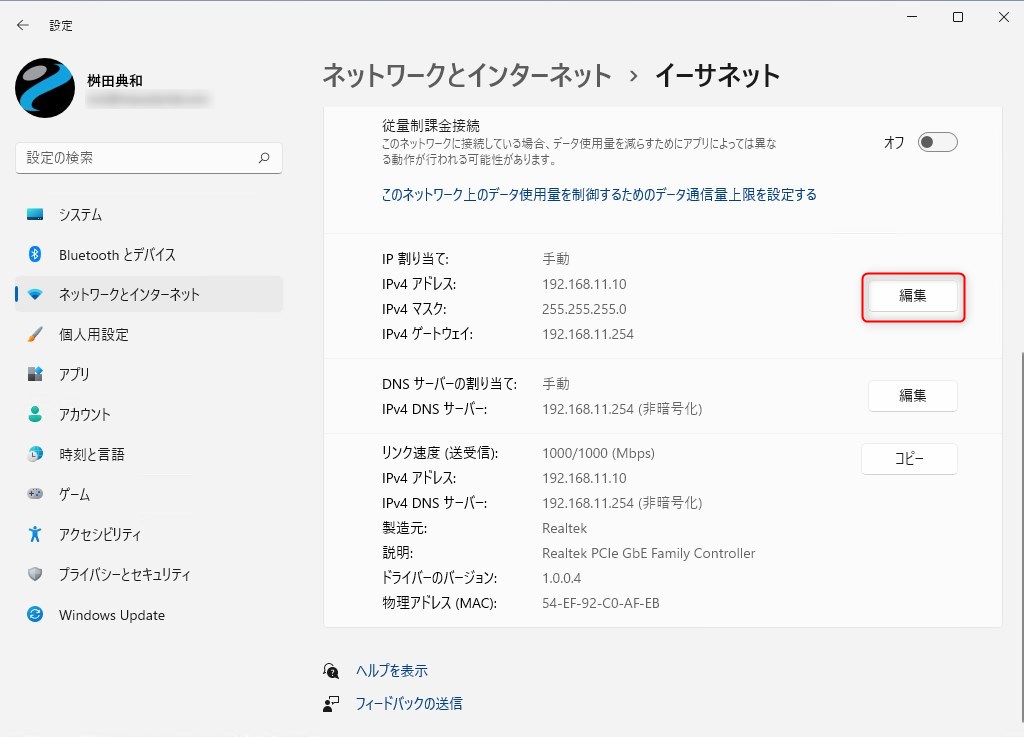 設定
桝田典和
設定の検索
システム
Bluetooth とデバイス
ネットワークとインターネット
個人用設定
アプリ
アカウント
時刻と言語
ゲーム
アクセシビリティ
プライバシーとセキュリティ
Windows Update
ネットワークとインターネット › イーサネット
従量制課金接続
このネットワークに接続している場合、データ使用量を減らすためにアプリによっては異な
る動作が行われる可能性があります。
オフ
このネットワーク上のデータ使用量を制御するためのデータ通信量上限を設定する
IP 割り当て: 手動
IPv4 アドレス: 192.168.11.10
IPv4 マスク: 255.255.255.0
IPv4 ゲートウェイ: 192.168.11.254
編集
DNS サーバーの割り当て: 手動
IPv4 DNS サーバー: 192.168.11.254 (非暗号化)
編集
リンク速度 (送受信): 1000/1000 (Mbps)
IPv4 アドレス: 192.168.11.10
IPv4 DNS サーバー: 192.168.11.254 (非暗号化)
製造元: Realtek
説明: Realtek PCIe GbE Family Controller
ドライバーのバージョン: 1.0.0.4
物理アドレス (MAC): 54-EF-92-C0-AF-EB
コピー
ヘルプを表示
フィードバックの送信